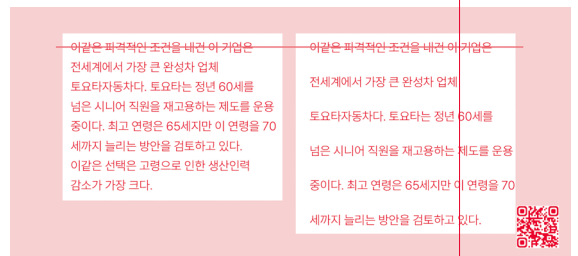 이같은 파격적인 조건을 내건 이 기업은
전세계에서 가장 큰 완성차 업체
토요타자동차다. 토요타는 정년 60세를
넘은 시니어 직원을 재고용하는 제도를 운용
중이다. 최고 연령은 65세지만 이 연령을 70
세까지 늘리는 방안을 검토하고 있다.
이같은 선택은 고령으로 인한 생산인력
감소가 가장 크다.
이같은 파격적인 조건을 내건 이 기업은
전세계에서 가장 큰 완성차 업체
토요타자동차다. 토요타는 정년 60세를
넘은 시니어 직원을 재고용하는 제도를 운용
중이다. 최고 연령은 65세지만 이 연령을 70
세까지 늘리는 방안을 검토하고 있다.